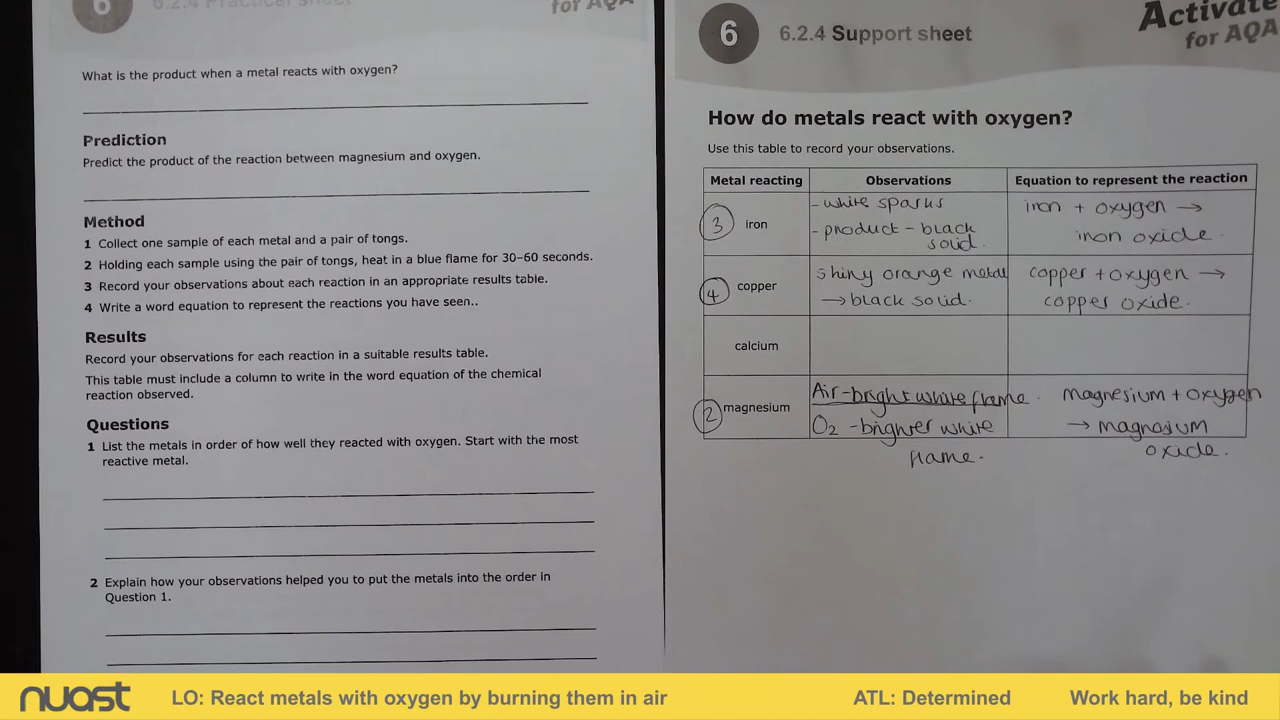 6
6.2.4 Practical sheet
for AQA
What is the product when a metal reacts with oxygen?
Prediction
Predict the product of the reaction between magnesium and oxygen.
Method
1 Collect one sample of each metal and a pair of tongs.
2 Holding each sample using the pair of tongs, heat in a blue flame for 30–60 seconds.
3 Record your observations about each reaction in an appropriate results table.
4 Write a word equation to represent the reactions you have seen..
Results
Record your observations for each reaction in a suitable results table.
This table must include a column to write in the word equation of the chemical
reaction observed.
Questions
1 List the metals in order of how well they reacted with oxygen. Start with the most
reactive metal.
2 Explain how your observations helped you to put the metals into the order in
Question 1.
6
6.2.4 Support sheet
Activate
for AQA
How do metals react with oxygen?
Use this table to record your observations.
Metal reacting Observations Equation to represent the reaction
3 iron
- white sparks
- product - black
solid.
iron + oxygen →
iron oxide.
4 copper
shiny orange metal
→ black solid.
copper + oxygen →
copper oxide.
calcium
2 magnesium
Air - bright white flame.
O2 - brighter white
flame.
magnesium + oxygen
→ magnesium
oxide.
nuast
LO: React metals with oxygen by burning them in air
ATL: Determined
Work hard, be kind